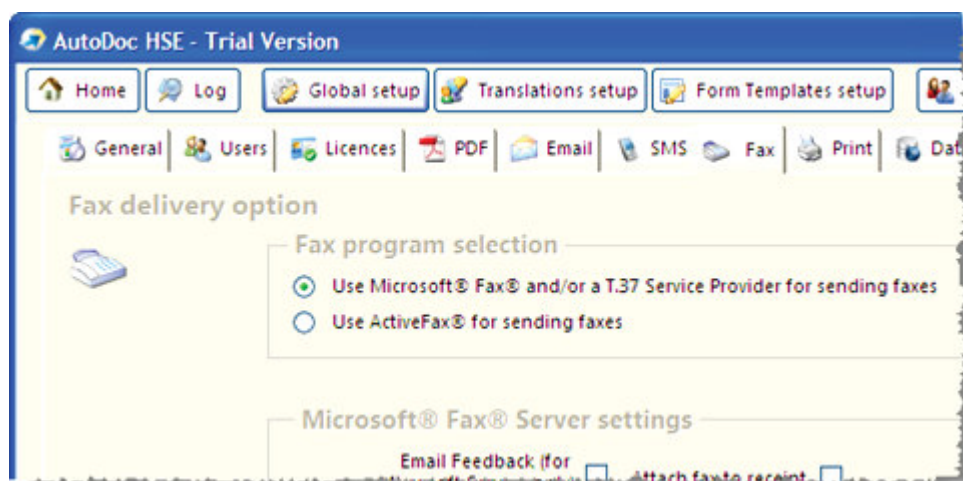 AutoDoc HSE - Trial Version
Home Log Global setup Translations setup Form Templates setup
General Users Licences PDF Email SMS Fax Print Dat
Fax delivery option
Fax program selection
Use Microsoft® Fax® and/or a T.37 Service Provider for sending faxes
Use ActiveFax® for sending faxes
Microsoft® Fax® Server settings
Email Feedback (for
Attach fax to receipt